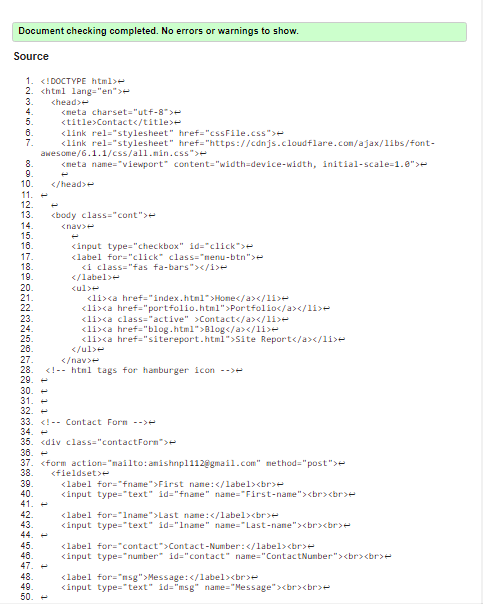 Document checking completed. No errors or warnings to show.
Source
1. <!DOCTYPE html>↩
2. <html lang="en">↩
3. <head>↩
4. <meta charset="utf-8">↩
5. <title>Contact</title>↩
6. <link rel="stylesheet" href="cssFile.css">↩
7. <link rel="stylesheet" href="https://cdnjs.cloudflare.com/ajax/libs/font-
awesome/6.1.1/css/all.min.css">↩
8. <meta name="viewport" content="width=device-width, initial-scale=1.0">↩
9. ↩
10. </head>↩
11. ↩
12. ↩
13. <body class="cont">↩
14. <nav>↩
15. ↩
16. <input type="checkbox" id="click">↩
17. <label for="click" class="menu-btn">↩
18. <i class="fas fa-bars"></i>↩
19. </label>↩
20. <ul>↩
21. <li><a href="index.html">Home</a></li>↩
22. <li><a href="portfolio.html">Portfolio</a></li>↩
23. <li><a class="active" >Contact</a></li>↩
24. <li><a href="blog.html">Blog</a></li>↩
25. <li><a href="sitereport.html">Site Report</a></li>↩
26. </ul>↩
27. </nav>↩
28. <!-- html tags for hamburger icon -->↩
29. ↩
30. ↩
31. ↩
32. ↩
33. <!-- Contact Form -->↩
34. ↩
35. <div class="contactForm">↩
36. ↩
37. <form action="mailto:amishnpl112@gmail.com" method="post">↩
38. <fieldset>↩
39. <label for="fname">First name:</label><br>↩
40. <input type="text" id="fname" name="First-name"><br><br>↩
41. ↩
42. <label for="lname">Last name:</label><br>↩
43. <input type="text" id="lname" name="Last-name"><br><br>↩
44. ↩
45. <label for="contact">Contact-Number:</label><br>↩
46. <input type="number" id="contact" name="ContactNumber"><br><br>↩
47. ↩
48. <label for="msg">Message:</label><br>↩
49. <input type="text" id="msg" name="Message"><br><br>↩
50. ↩